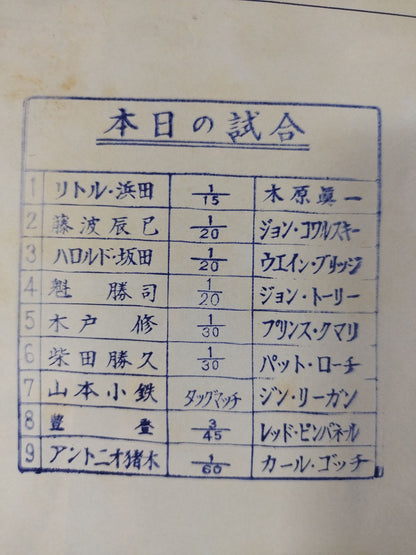 本日の試合
1 リトル・浜田 1/15 木原眞一
2 藤波辰巳 1/20 ジョン・コワルスキー
3 ハロルド・坂田 1/20 ウエイン・ブリッジ
4 魁勝司 1/20 ジョン・トーリー
5 木戸修 1/30 プリンス・クマリ
6 柴田勝久 1/30 パット・ローチ
7 山本小鉄 タッグマッチ ジン・リーガン
8 豊登 3/45 レッド・ピンパネール
9 アントニオ猪木 1/60 カール・ゴッチ